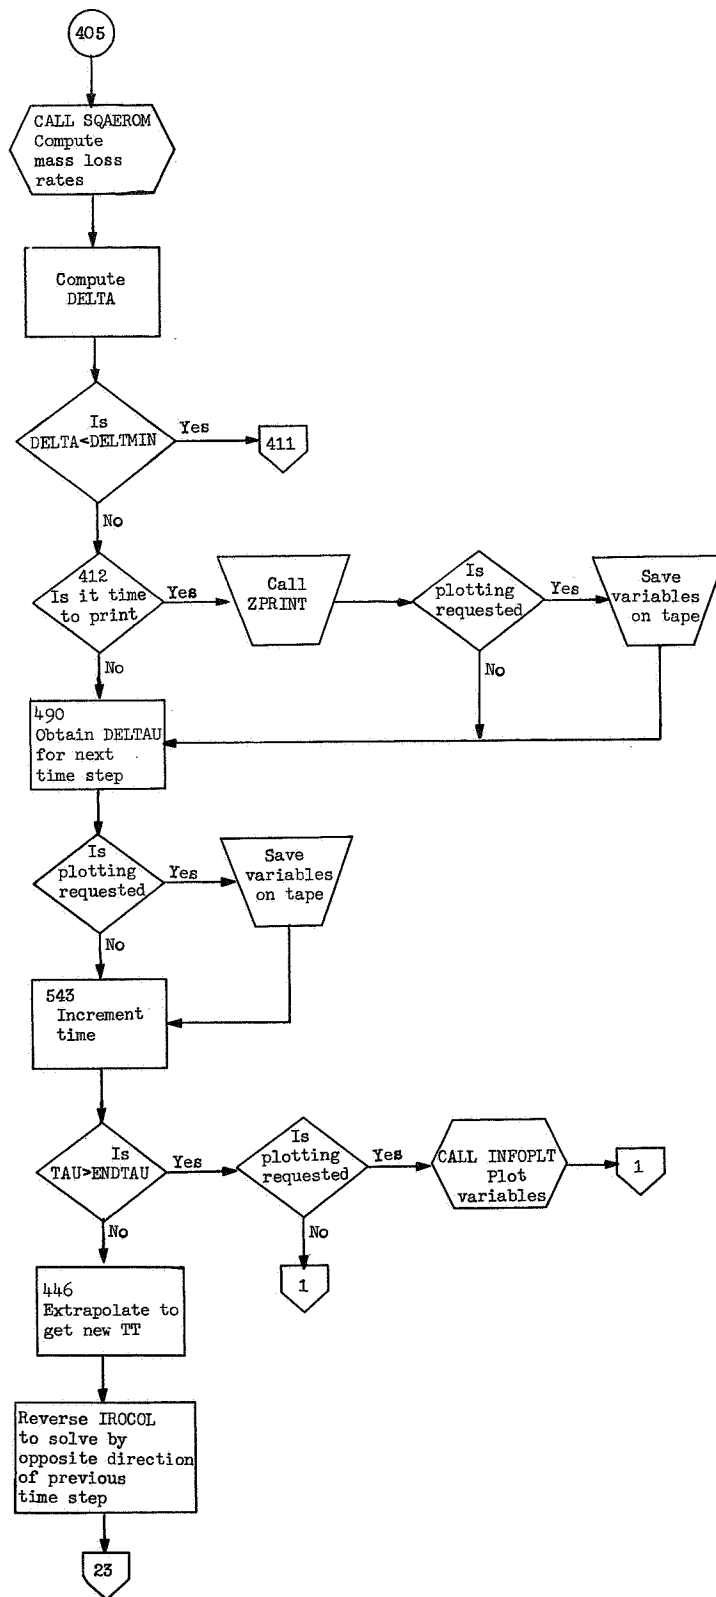 405
CALL SQAEROM
Compute
mass loss
rates
Compute
DELTA
Is
DELTA<DELTMIN
Yes
411
No
412
Is it time
to print
Yes
Call
ZPRINT
Is
plotting
requested
Yes
Save
variables
on tape
No
No
490
Obtain DELTAU
for next
time step
Is
plotting
requested
Yes
Save
variables
on tape
No
543
Increment
time
Is
TAU>ENDTAU
Yes
Is
plotting
requested
Yes
CALL INFOPLT
Plot
variables
1
No
No
1
446
Extrapolate to
get new TT
Reverse IROCOL
to solve by
opposite direction
of previous
time step
23